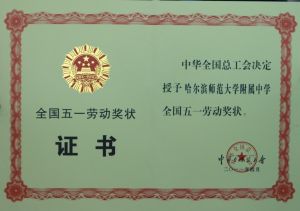 全国五一劳动奖状
证书
中华全国总工会决定
授予哈尔滨师范大学附属中学
全国五一劳动奖状。